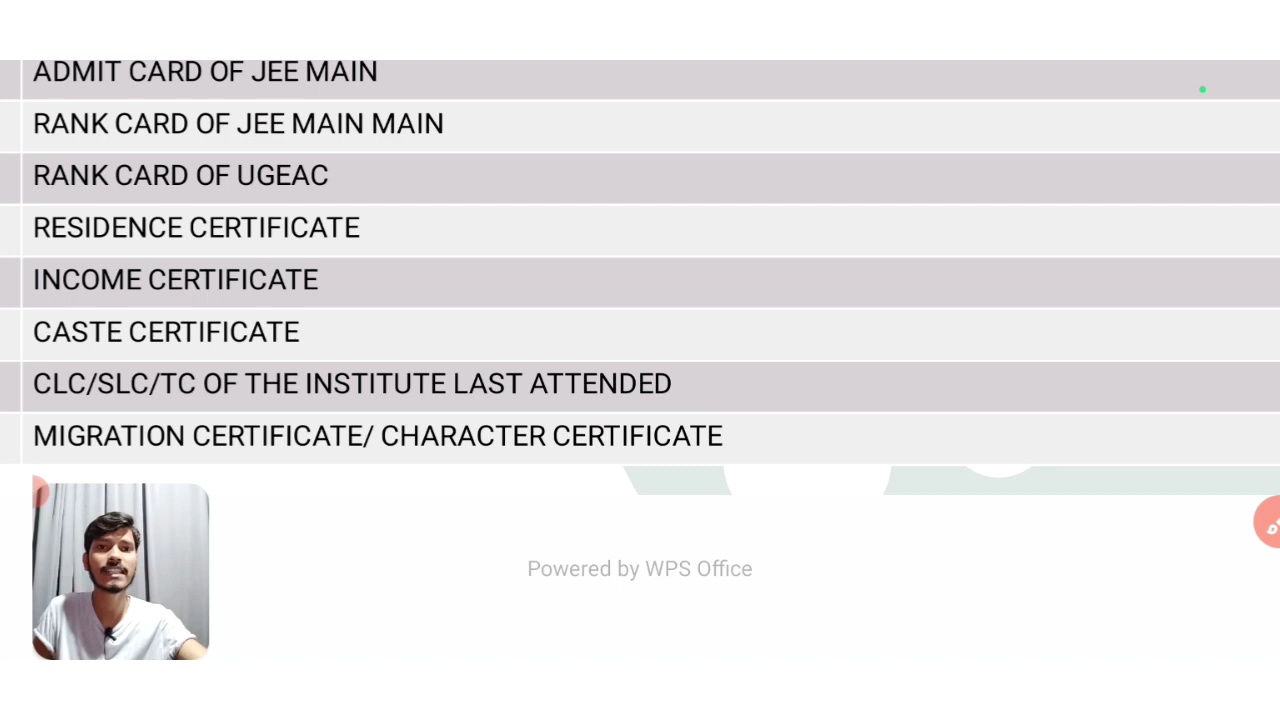 ADMIT CARD OF JEE MAIN
RANK CARD OF JEE MAIN MAIN
RANK CARD OF UGEAC
RESIDENCE CERTIFICATE
INCOME CERTIFICATE
CASTE CERTIFICATE
CLC/SLC/TC OF THE INSTITUTE LAST ATTENDED
MIGRATION CERTIFICATE/ CHARACTER CERTIFICATE
Powered by WPS Office